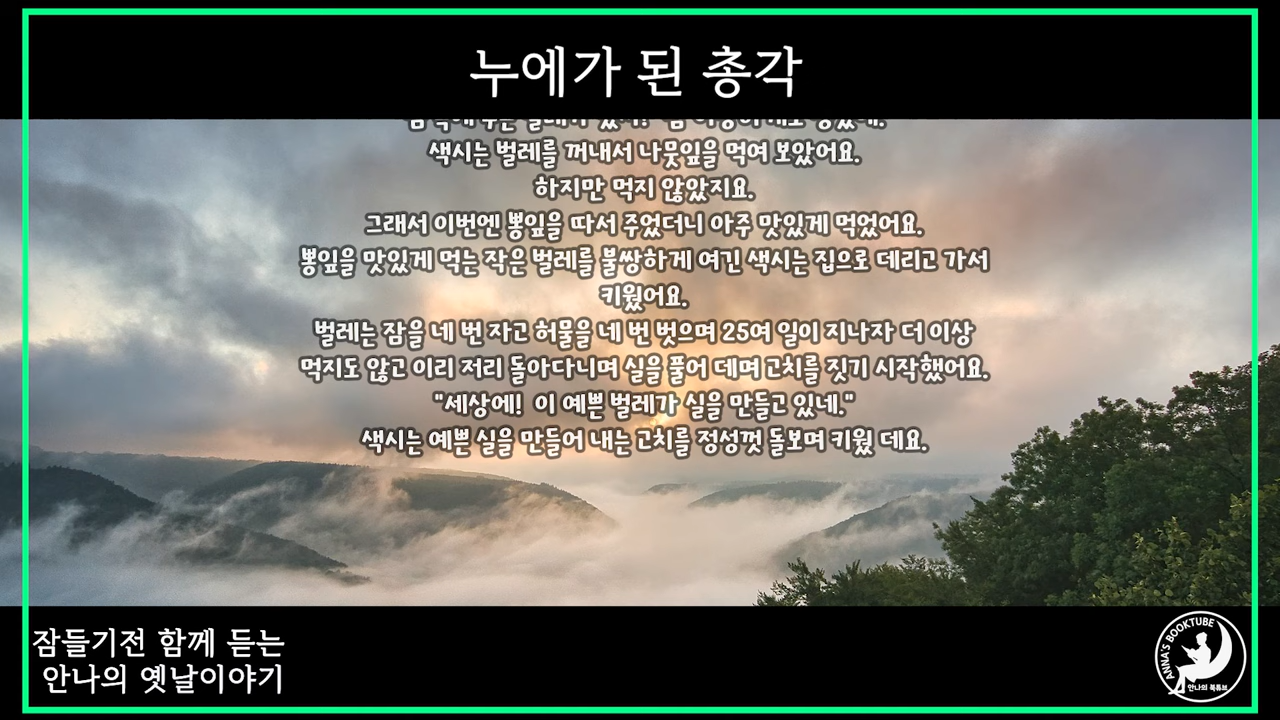 누에가 된 총각
색시는 벌레를 꺼내서 나뭇잎을 먹여 보았어요.
하지만 먹지 않았지요.
그래서 이번엔 뽕잎을 따서 주었더니 아주 맛있게 먹었어요.
뽕잎을 맛있게 먹는 작은 벌레를 불쌍하게 여긴 색시는 집으로 데리고 가서
키웠어요.
벌레는 잠을 네 번 자고 허물을 네 번 벗으며 25여 일이 지나자 더 이상
먹지도 않고 이리 저리 돌아다니며 실을 풀어 데며 고치를 짓기 시작했어요.
"세상에! 이 예쁜 벌레가 실을 만들고 있네."
색시는 예쁜 실을 만들어 내는 고치를 정성껏 돌보며 키웠 데요.
잠들기전 함께 듣는
안나의 옛날이야기
ANNA'S BOOKTUBE
안나의 북튜브